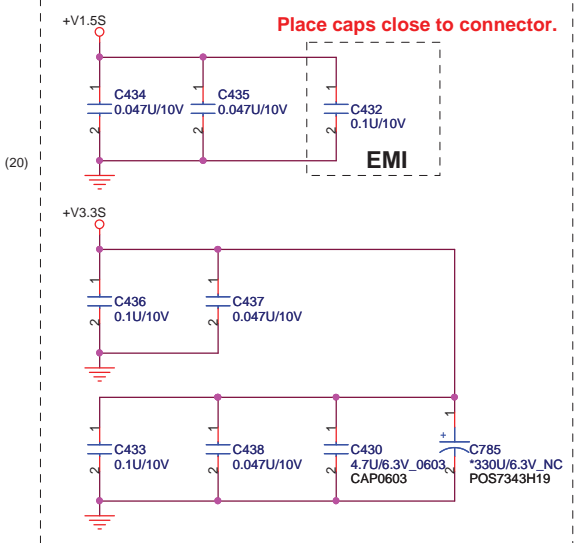 +V1.5S
Place caps close to connector.
1
1
1
C434
0.047U/10V
C435
0.047U/10V
C432
0.1U/10V
2
2
2
EMI
(20)
+V3.3S
1
1
C436
0.1U/10V
C437
0.047U/10V
2
2
1
1
1
1
+
C433
0.1U/10V
C438
0.047U/10V
C430
4.7U/6.3V_0603
CAP0603
C785
*330U/6.3V_NC
POS7343H19
2
2
2
2